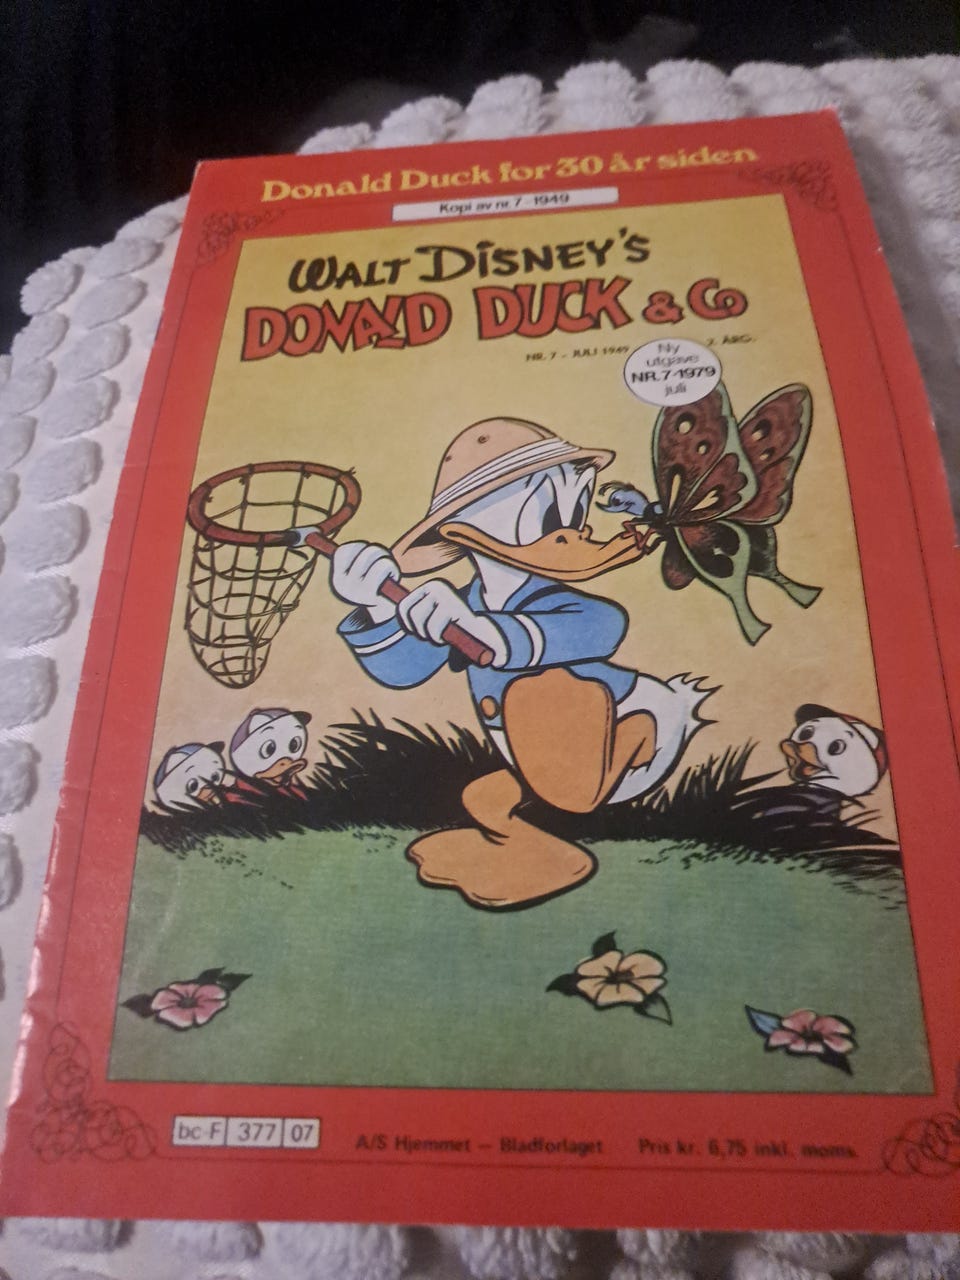 Donald Duck for 30 år siden
Kopi av nr. 7 - 1949
WALT DISNEY'S
DONALD DUCK & Co
NR. 7 - JULI 1949
2. ÅRG.
Ny
utgave
NR. 7-1979
juli
bc-F 377 07
A/S Hjemmet — Bladforlaget
Pris kr. 6,75 inkl. moms.